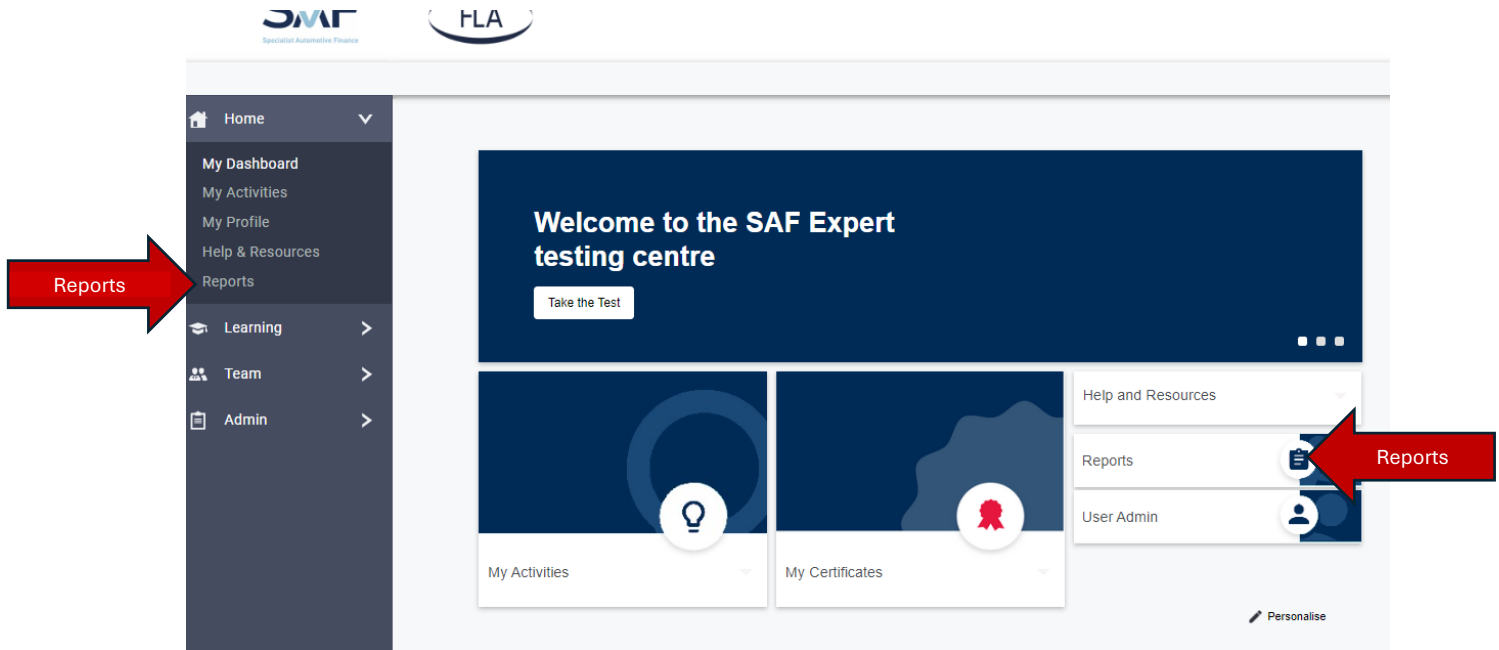 SAF
Specialist Automotive Finance
FLA
Home
My Dashboard
My Activities
My Profile
Help & Resources
Reports
Reports
Learning
Team
Admin
Welcome to the SAF Expert
testing centre
Take the Test
Help and Resources
Reports
Reports
User Admin
My Activities
My Certificates
Personalise